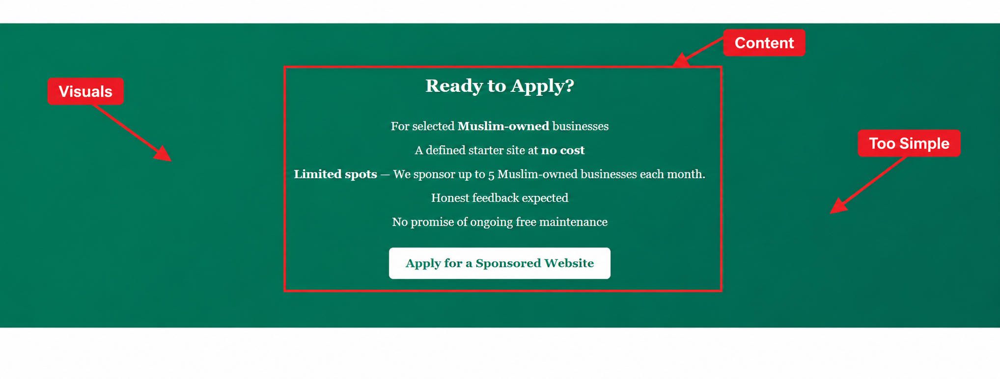 Content
Visuals
Ready to Apply?
For selected Muslim-owned businesses
Too Simple
A defined starter site at no cost
Limited spots — We sponsor up to 5 Muslim-owned businesses each month.
Honest feedback expected
No promise of ongoing free maintenance
Apply for a Sponsored Website